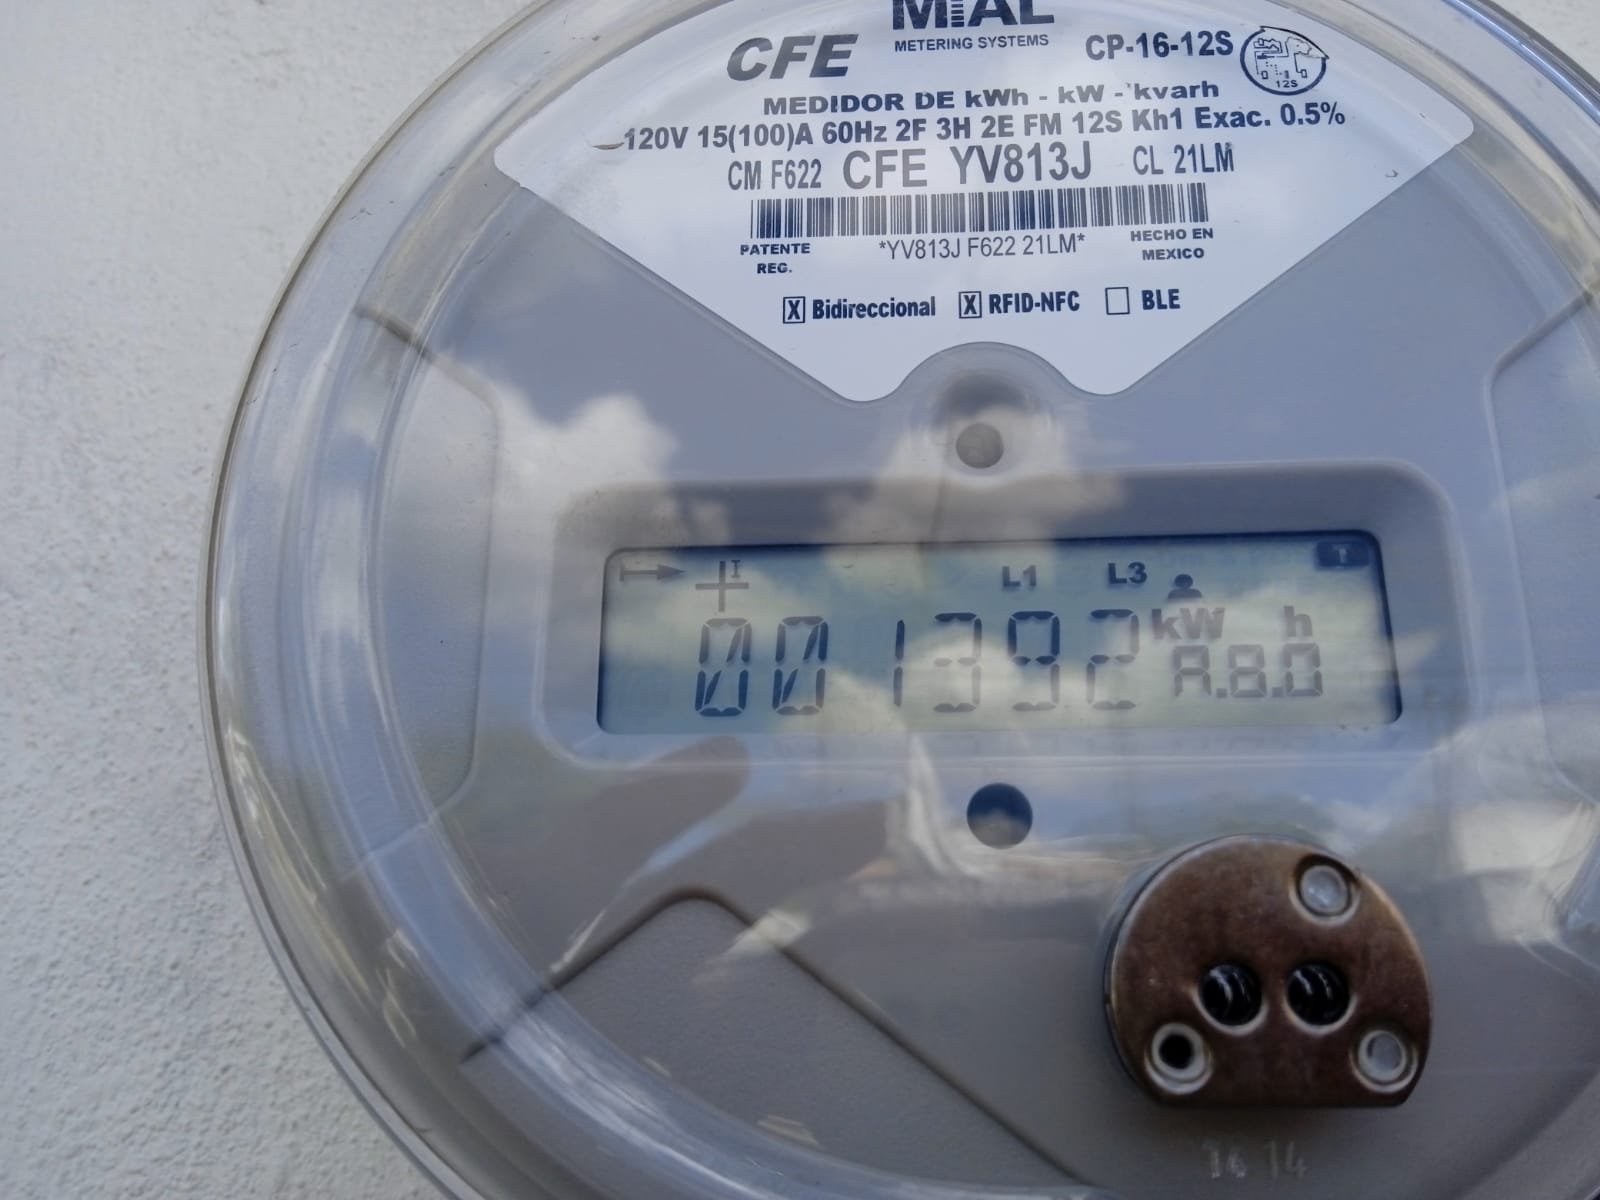 MIAL
METERING SYSTEMS
CFE
CP-16-12S
12S
MEDIDOR DE kWh - kW - kvarh
120V 15(100)A 60Hz 2F 3H 2E FM 12S Kh1 Exac. 0.5%
CM F622 CFE YV813J CL 21LM
PATENTE REG.
*YV813J F622 21LM*
HECHO EN MEXICO
X Bidireccional X RFID-NFC BLE
I L1 L3 T
001392 kW h
A.8.0
14 14